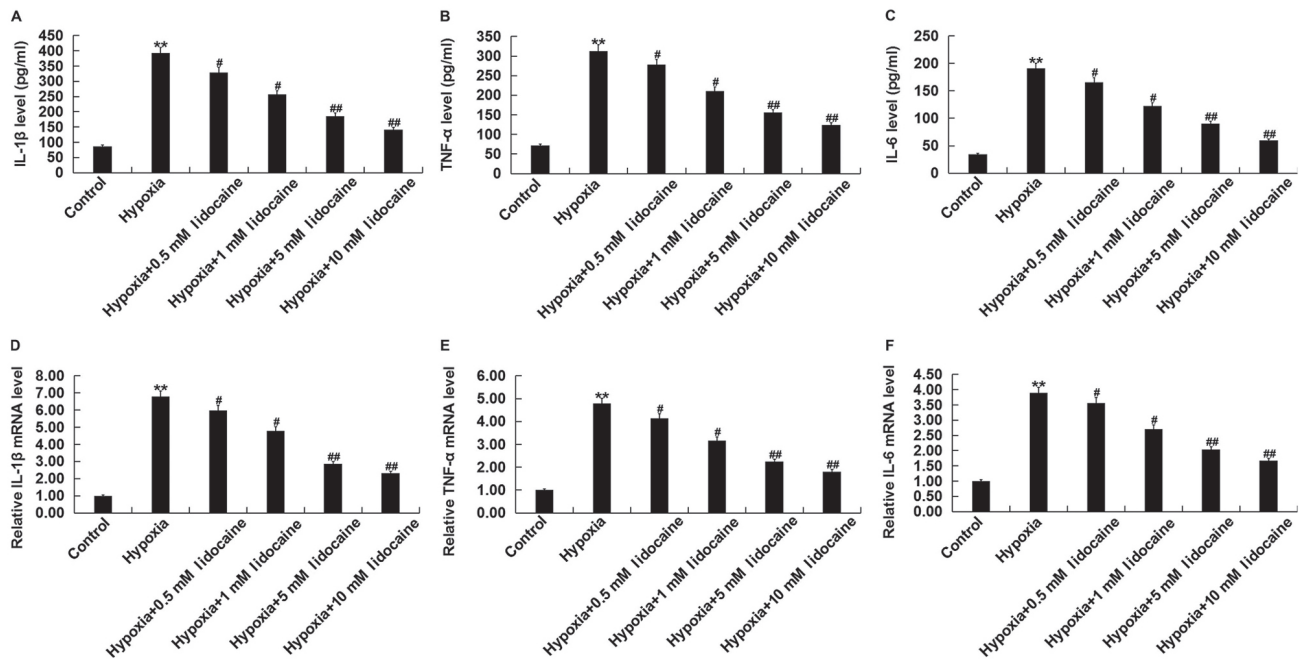 A
IL-1β level (pg/ml)
450
400
350
300
250
200
150
100
50
0
**
#
#
##
##
Control
Hypoxia
Hypoxia+0.5 mM lidocaine
Hypoxia+1 mM lidocaine
Hypoxia+5 mM lidocaine
Hypoxia+10 mM lidocaine
B
TNF-α level (pg/ml)
350
300
250
200
150
100
50
0
**
#
#
##
##
Control
Hypoxia
Hypoxia+0.5 mM lidocaine
Hypoxia+1 mM lidocaine
Hypoxia+5 mM lidocaine
Hypoxia+10 mM lidocaine
C
IL-6 level (pg/ml)
250
200
150
100
50
0
**
#
#
##
##
Control
Hypoxia
Hypoxia+0.5 mM lidocaine
Hypoxia+1 mM lidocaine
Hypoxia+5 mM lidocaine
Hypoxia+10 mM lidocaine
D
Relative IL-1β mRNA level
8.00
7.00
6.00
5.00
4.00
3.00
2.00
1.00
0.00
**
#
#
##
##
Control
Hypoxia
Hypoxia+0.5 mM lidocaine
Hypoxia+1 mM lidocaine
Hypoxia+5 mM lidocaine
Hypoxia+10 mM lidocaine
E
Relative TNF-α mRNA level
6.00
5.00
4.00
3.00
2.00
1.00
0.00
**
#
#
##
##
Control
Hypoxia
Hypoxia+0.5 mM lidocaine
Hypoxia+1 mM lidocaine
Hypoxia+5 mM lidocaine
Hypoxia+10 mM lidocaine
F
Relative IL-6 mRNA level
4.50
4.00
3.50
3.00
2.50
2.00
1.50
1.00
0.50
0.00
**
#
#
##
##
Control
Hypoxia
Hypoxia+0.5 mM lidocaine
Hypoxia+1 mM lidocaine
Hypoxia+5 mM lidocaine
Hypoxia+10 mM lidocaine